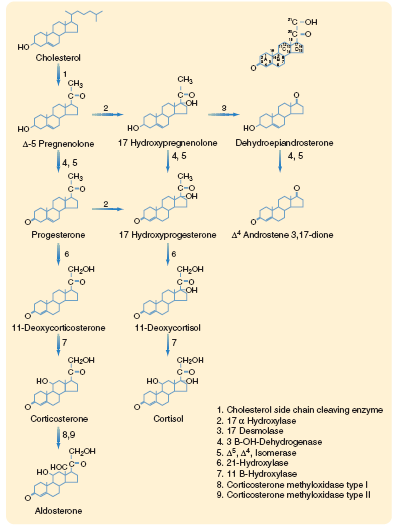 HO
Cholesterol
21
C—OH
20
C=O
O
1
CH₃
C=O
HO
Δ-5 Pregnenolone
2
CH₃
C=O
OH
HO
17 Hydroxypregnenolone
3
O
HO
Dehydroepiandrosterone
4, 5
4, 5
4, 5
CH₃
C=O
O
Progesterone
2
CH₃
C=O
OH
O
17 Hydroxyprogesterone
O
O
Δ⁴ Androstene 3,17-dione
6
6
CH₂OH
C=O
O
11-Deoxycorticosterone
CH₂OH
C=O
OH
O
11-Deoxycortisol
7
7
CH₂OH
C=O
HO
O
Corticosterone
CH₂OH
C=O
HO
OH
O
Cortisol
8,9
CH₂OH
C=O
HOC
HO
O
Aldosterone
1. Cholesterol side chain cleaving enzyme
2. 17 α Hydroxylase
3. 17 Desmolase
4. 3 B-OH-Dehydrogenase
5. Δ⁵, Δ⁴, Isomerase
6. 21-Hydroxylase
7. 11 B-Hydroxylase
8. Corticosterone methyloxidase type I
9. Corticosterone methyloxidase type II